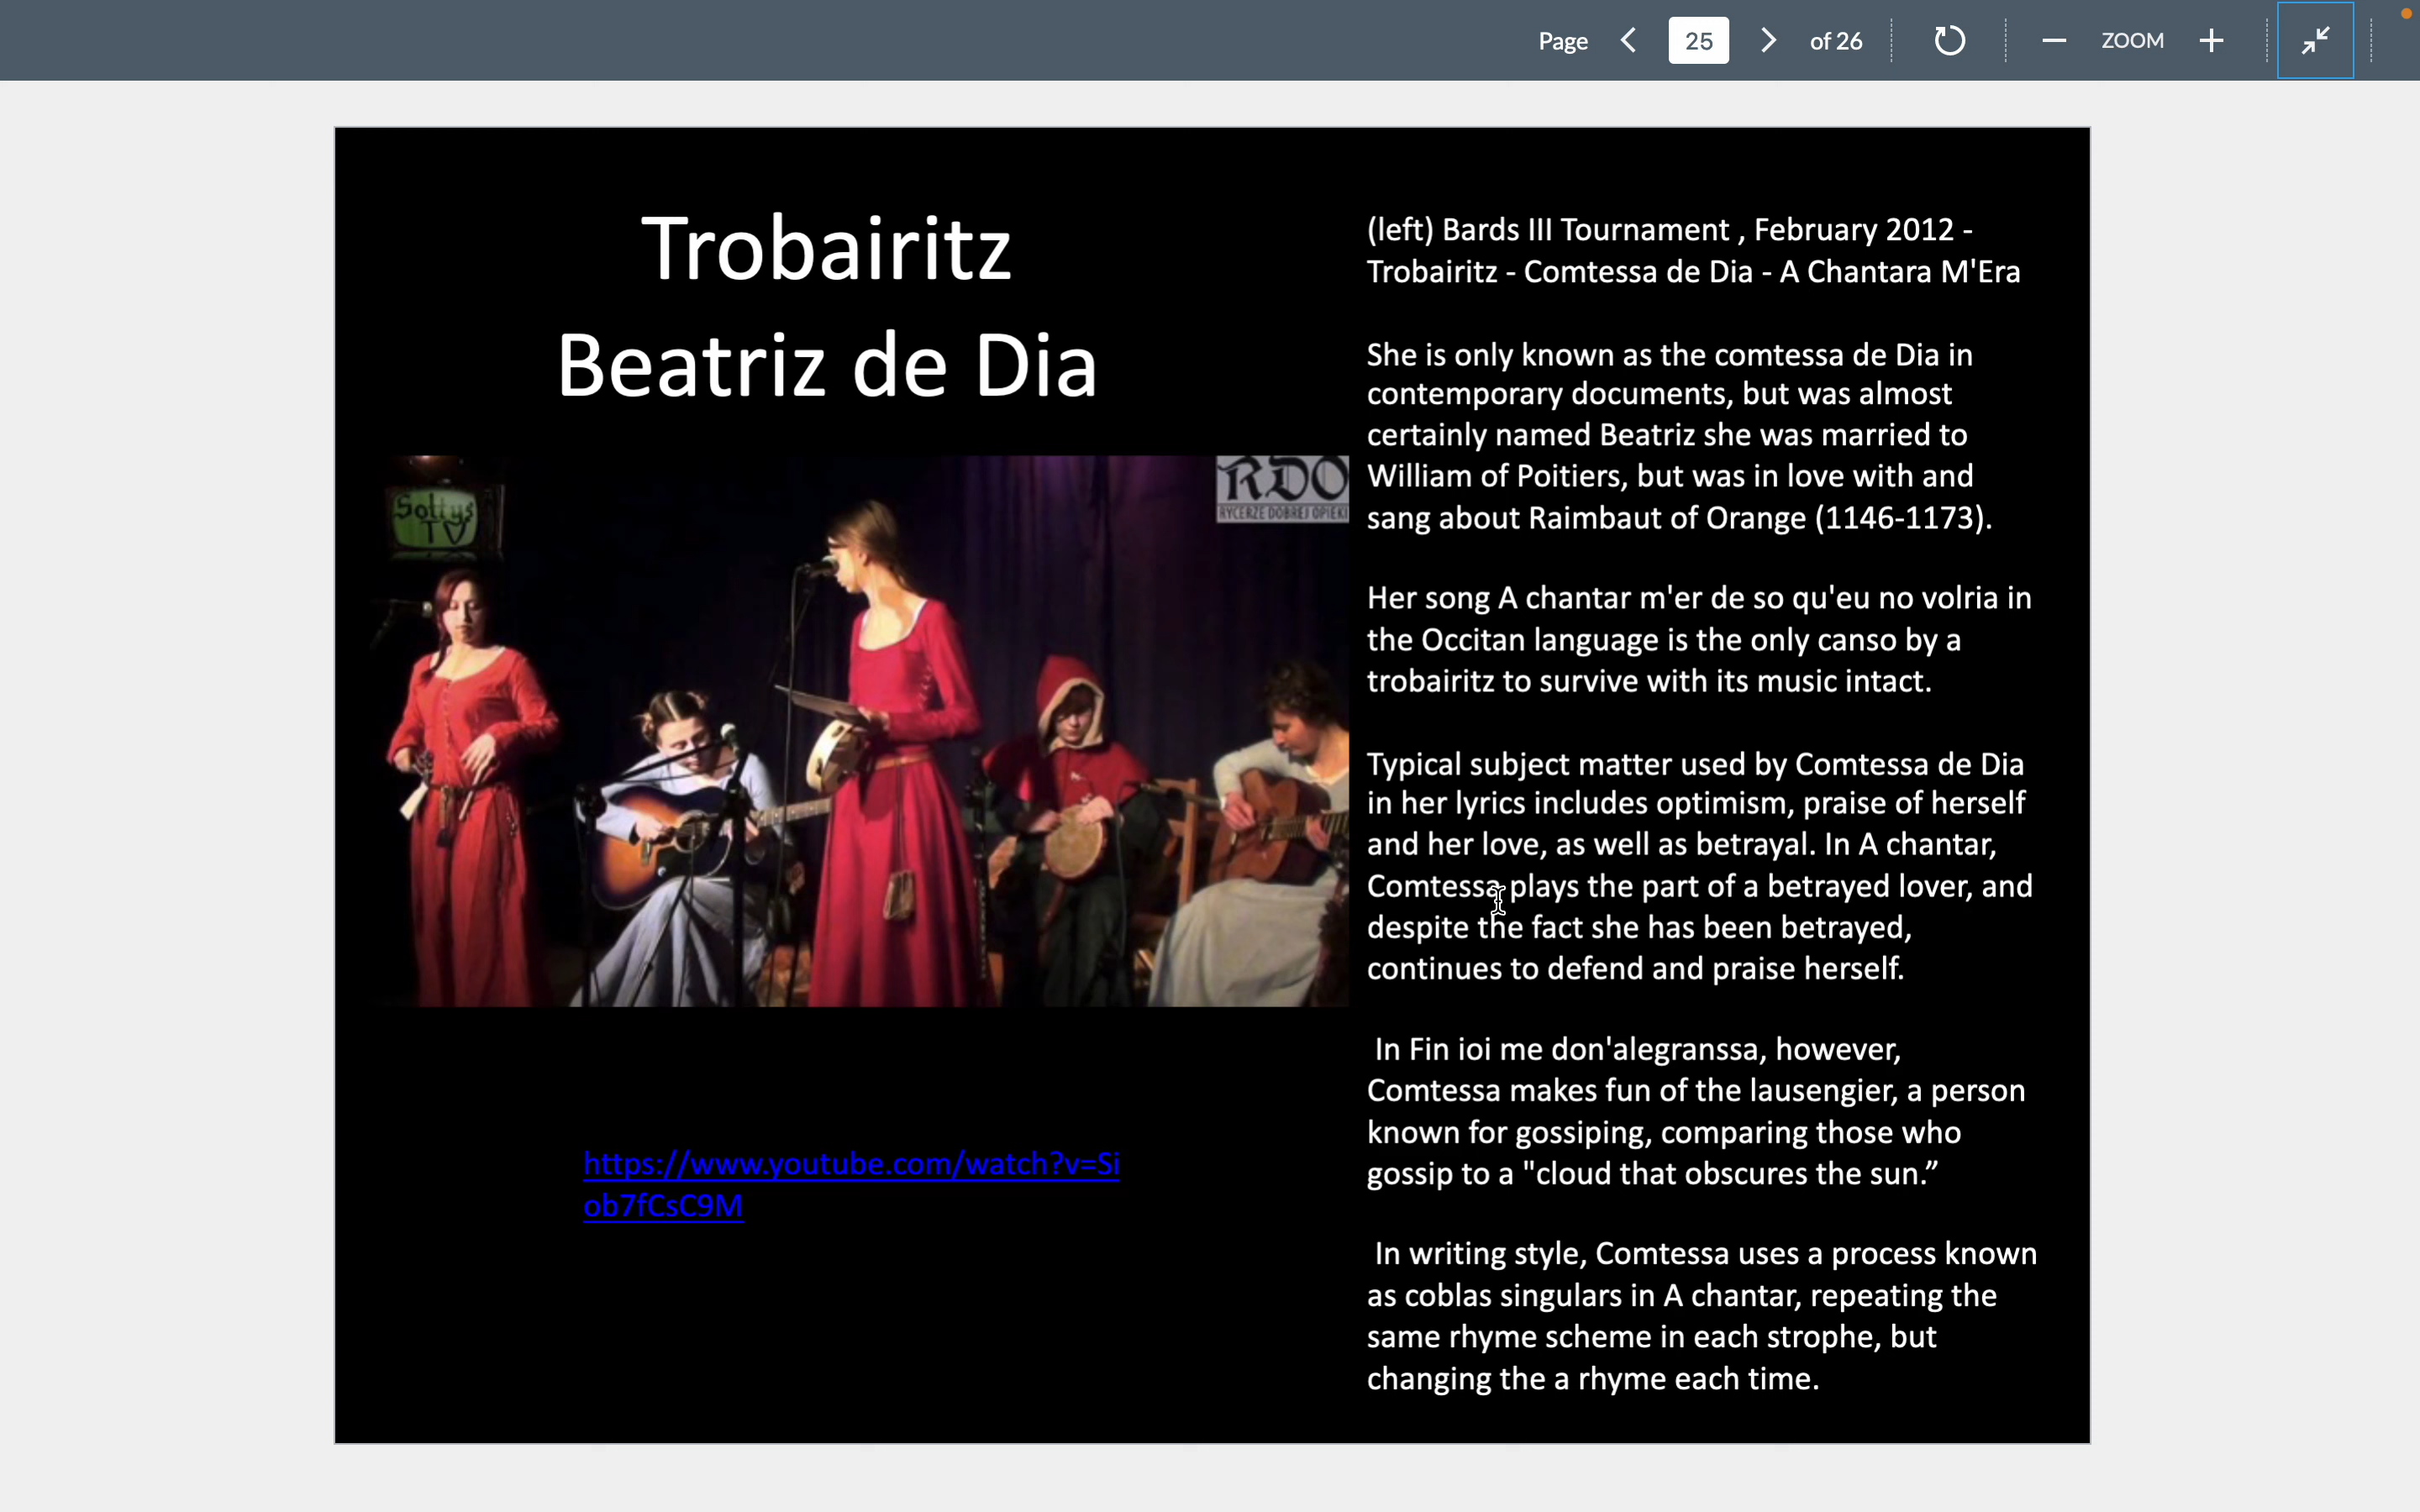 Page 25 of 26 ZOOM
Trobairitz
Beatriz de Dia
Soltys
TV
RDO
RYCERZE DOBREJ OPIEKI
https://www.youtube.com/watch?v=Si
ob7fCsC9M
(left) Bards III Tournament , February 2012 -
Trobairitz - Comtessa de Dia - A Chantara M'Era
She is only known as the comtessa de Dia in
contemporary documents, but was almost
certainly named Beatriz she was married to
William of Poitiers, but was in love with and
sang about Raimbaut of Orange (1146-1173).
Her song A chantar m'er de so qu'eu no volria in
the Occitan language is the only canso by a
trobairitz to survive with its music intact.
Typical subject matter used by Comtessa de Dia
in her lyrics includes optimism, praise of herself
and her love, as well as betrayal. In A chantar,
Comtessa plays the part of a betrayed lover, and
despite the fact she has been betrayed,
continues to defend and praise herself.
In Fin ioi me don'alegranssa, however,
Comtessa makes fun of the lausengier, a person
known for gossiping, comparing those who
gossip to a "cloud that obscures the sun.”
In writing style, Comtessa uses a process known
as coblas singulars in A chantar, repeating the
same rhyme scheme in each strophe, but
changing the a rhyme each time.